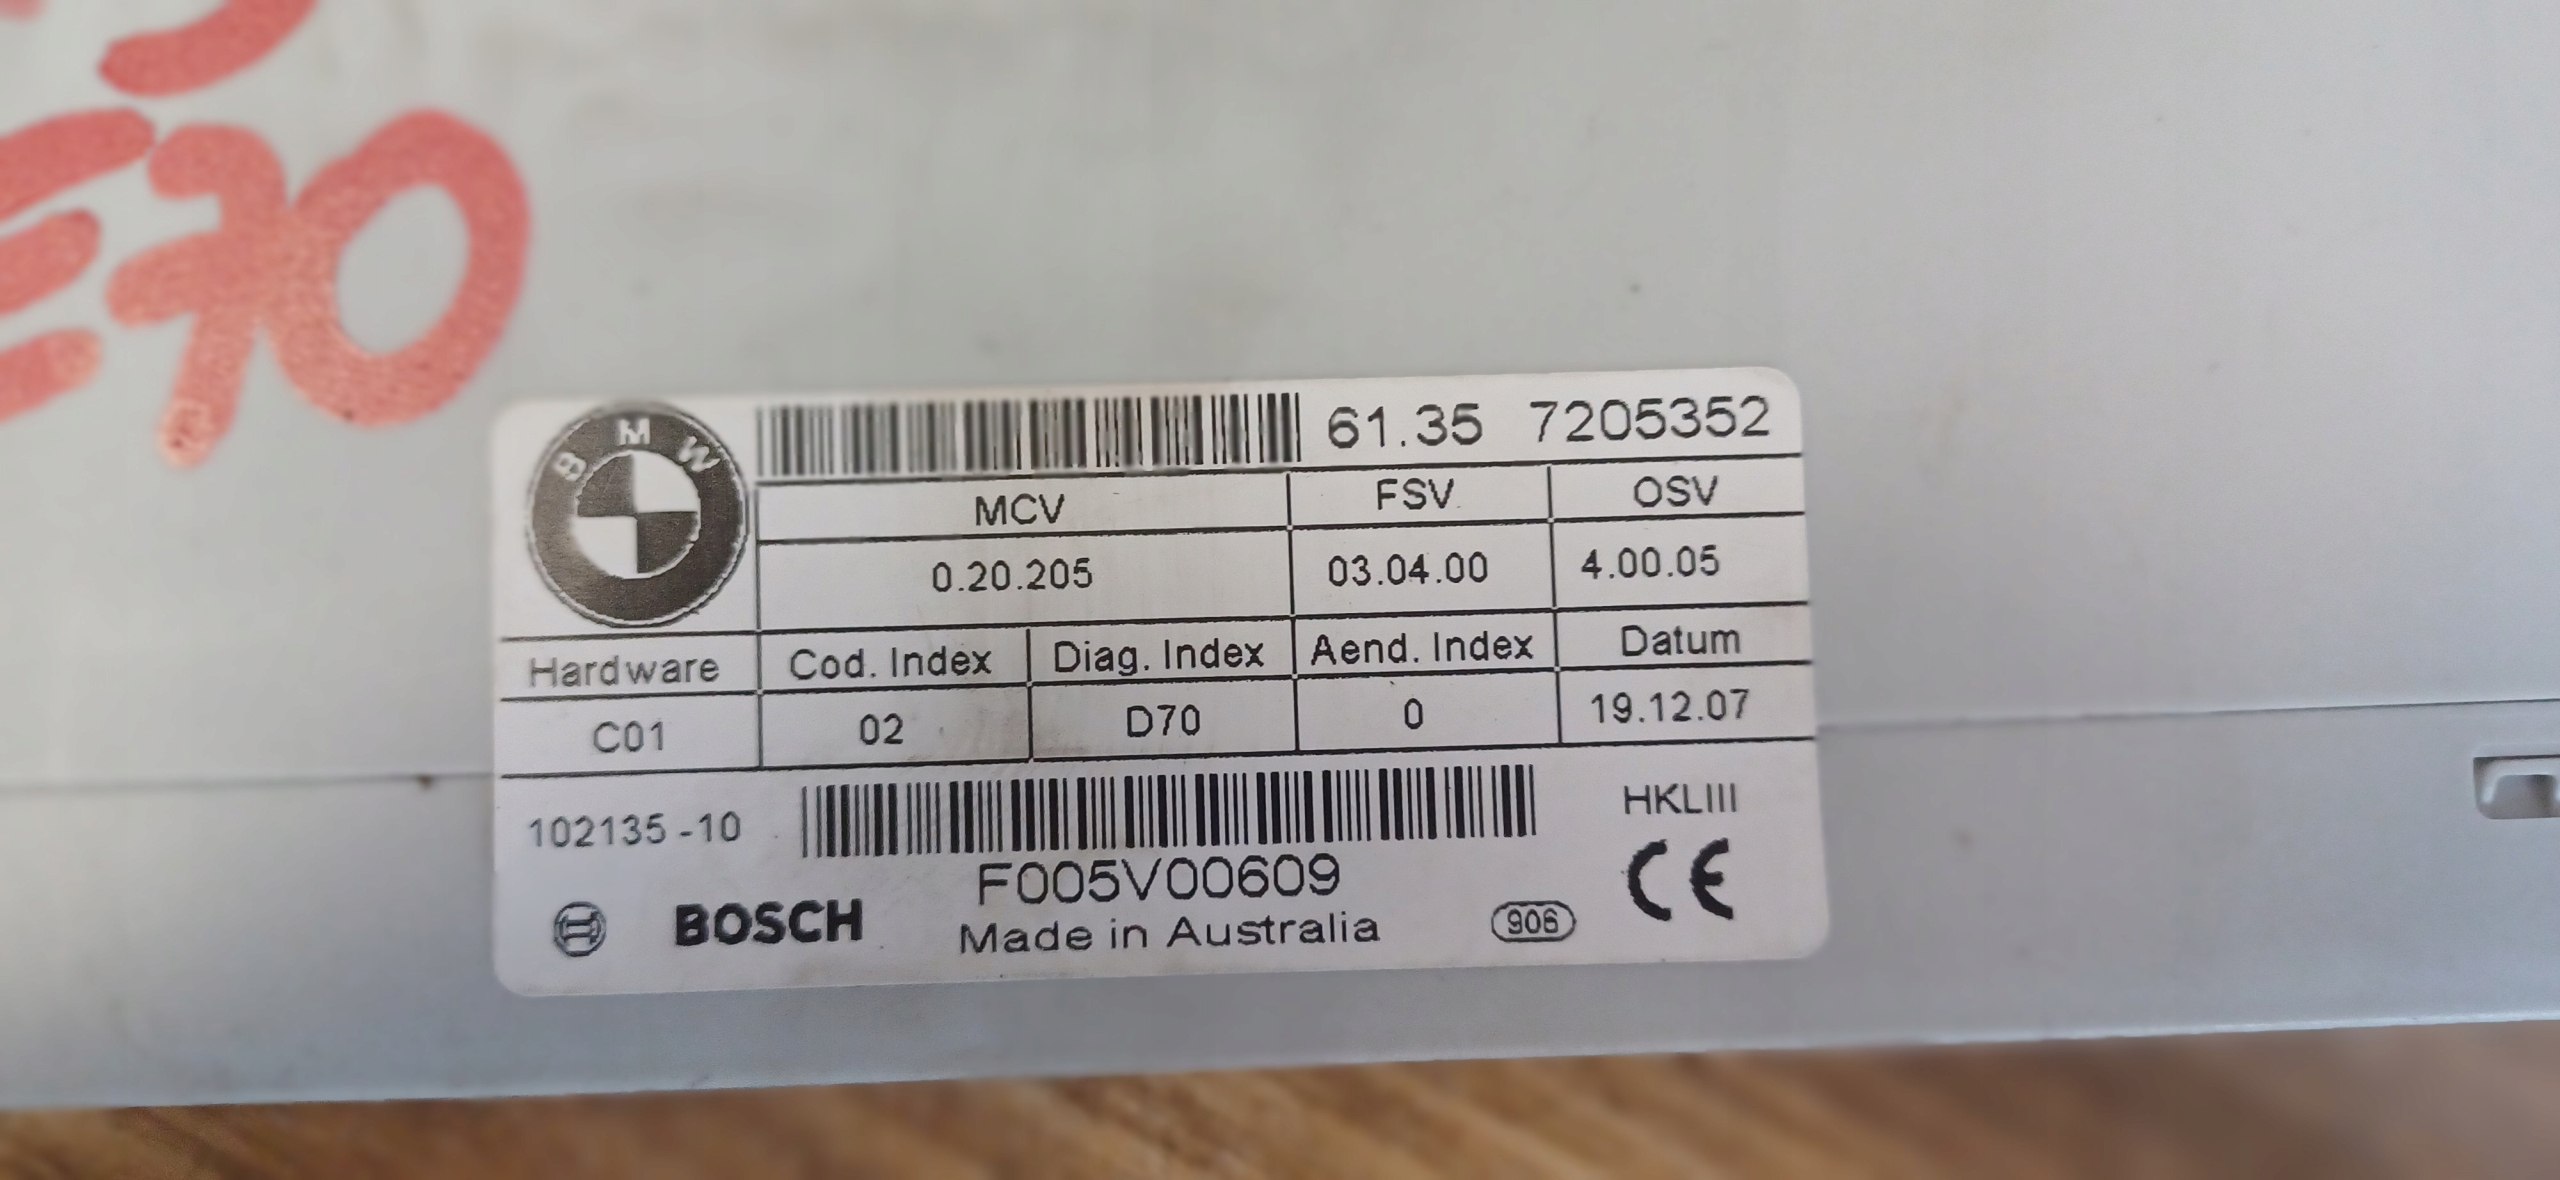 E70
BMW
61.35 7205352
MCV FSV OSV
0.20.205 03.04.00 4.00.05
Hardware Cod. Index Diag. Index Aend. Index Datum
C01 02 D70 0 19.12.07
102135-10 HKLIII
F005V00609
BOSCH Made in Australia 906 CE